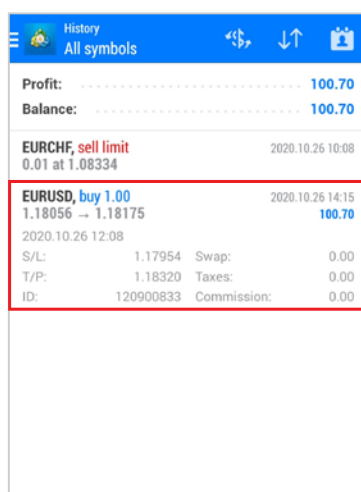 History
All symbols
Profit: 100.70
Balance: 100.70
EURCHF, sell limit 2020.10.26 10:08
0.01 at 1.08334
EURUSD, buy 1.00 2020.10.26 14:15
1.18056 → 1.18175 100.70
2020.10.26 12:08
S/L: 1.17954 Swap: 0.00
T/P: 1.18320 Taxes: 0.00
ID: 120900833 Commission: 0.00